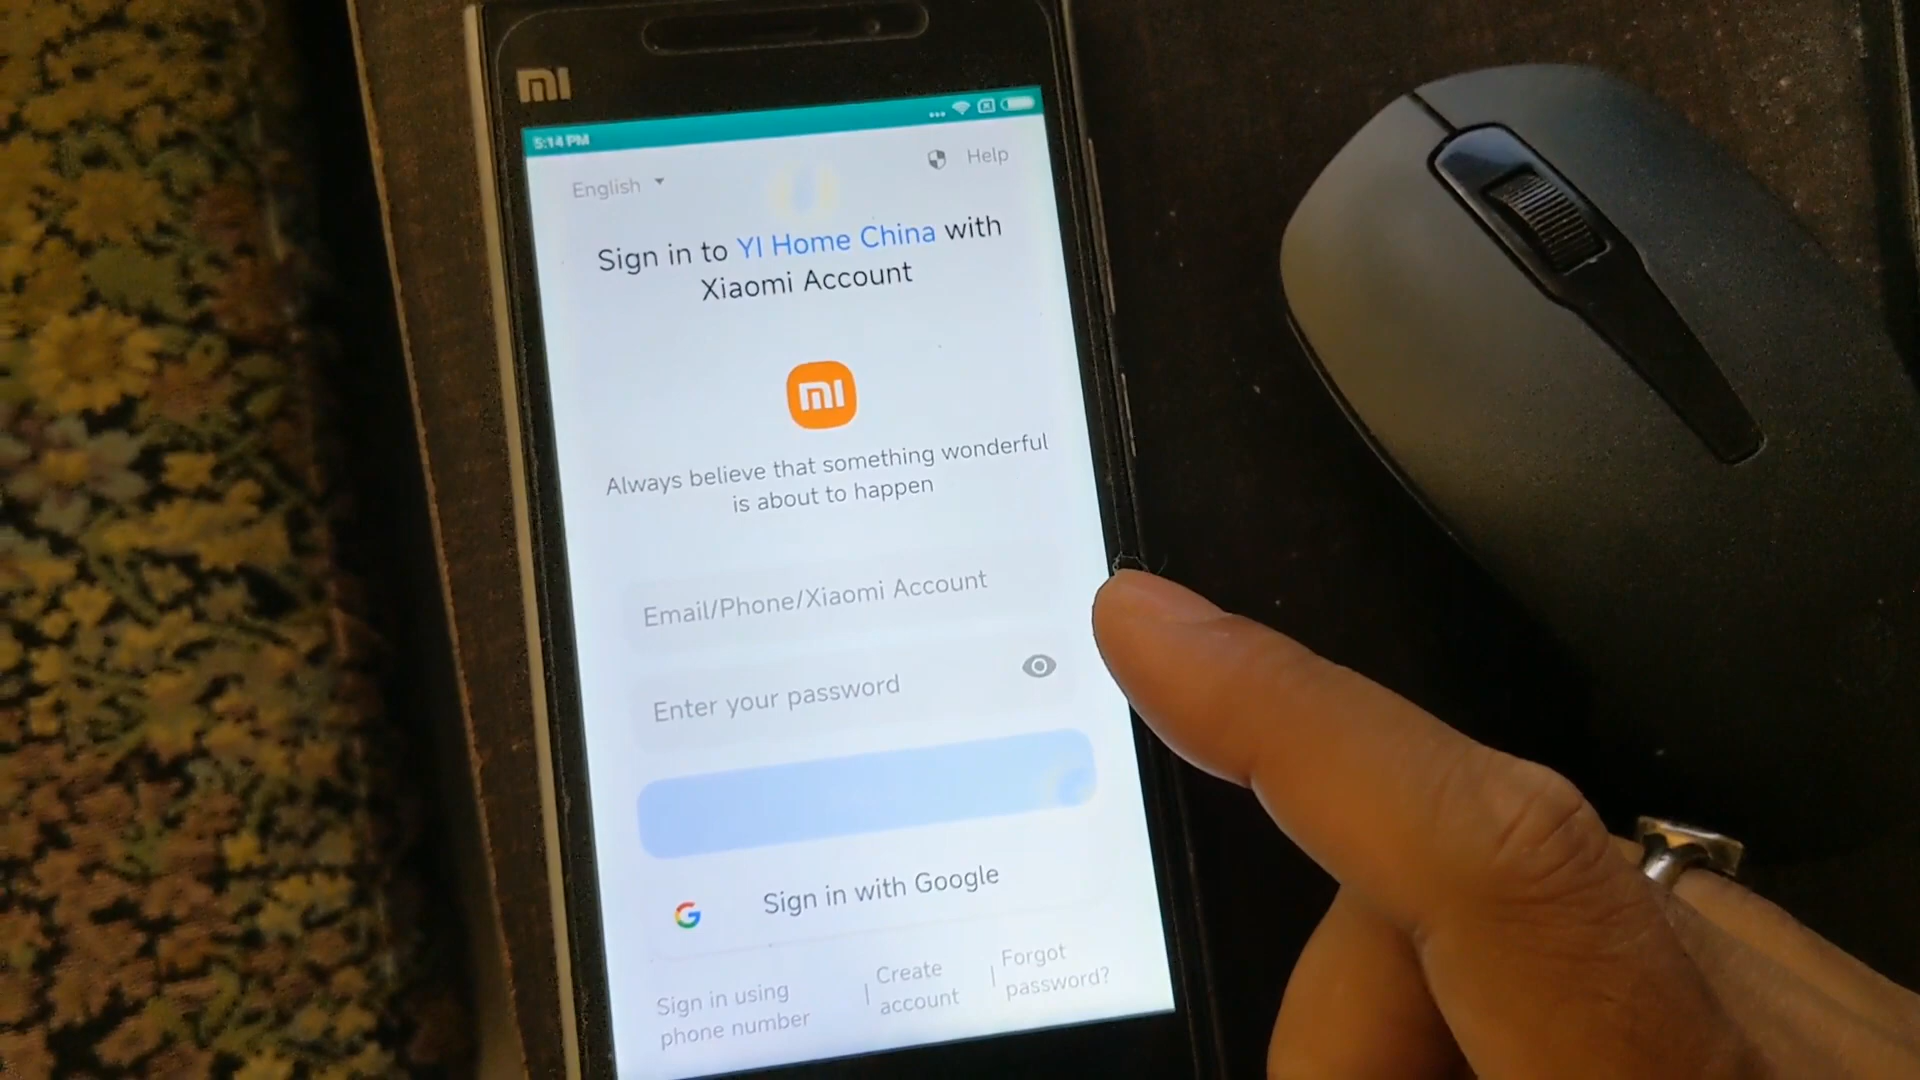 mi
5:14 PM
English
Help
Sign in to YI Home China with
Xiaomi Account
mi
Always believe that something wonderful
is about to happen
Email/Phone/Xiaomi Account
Enter your password
G
Sign in with Google
Sign in using
phone number
| Create
account
| Forgot
password?